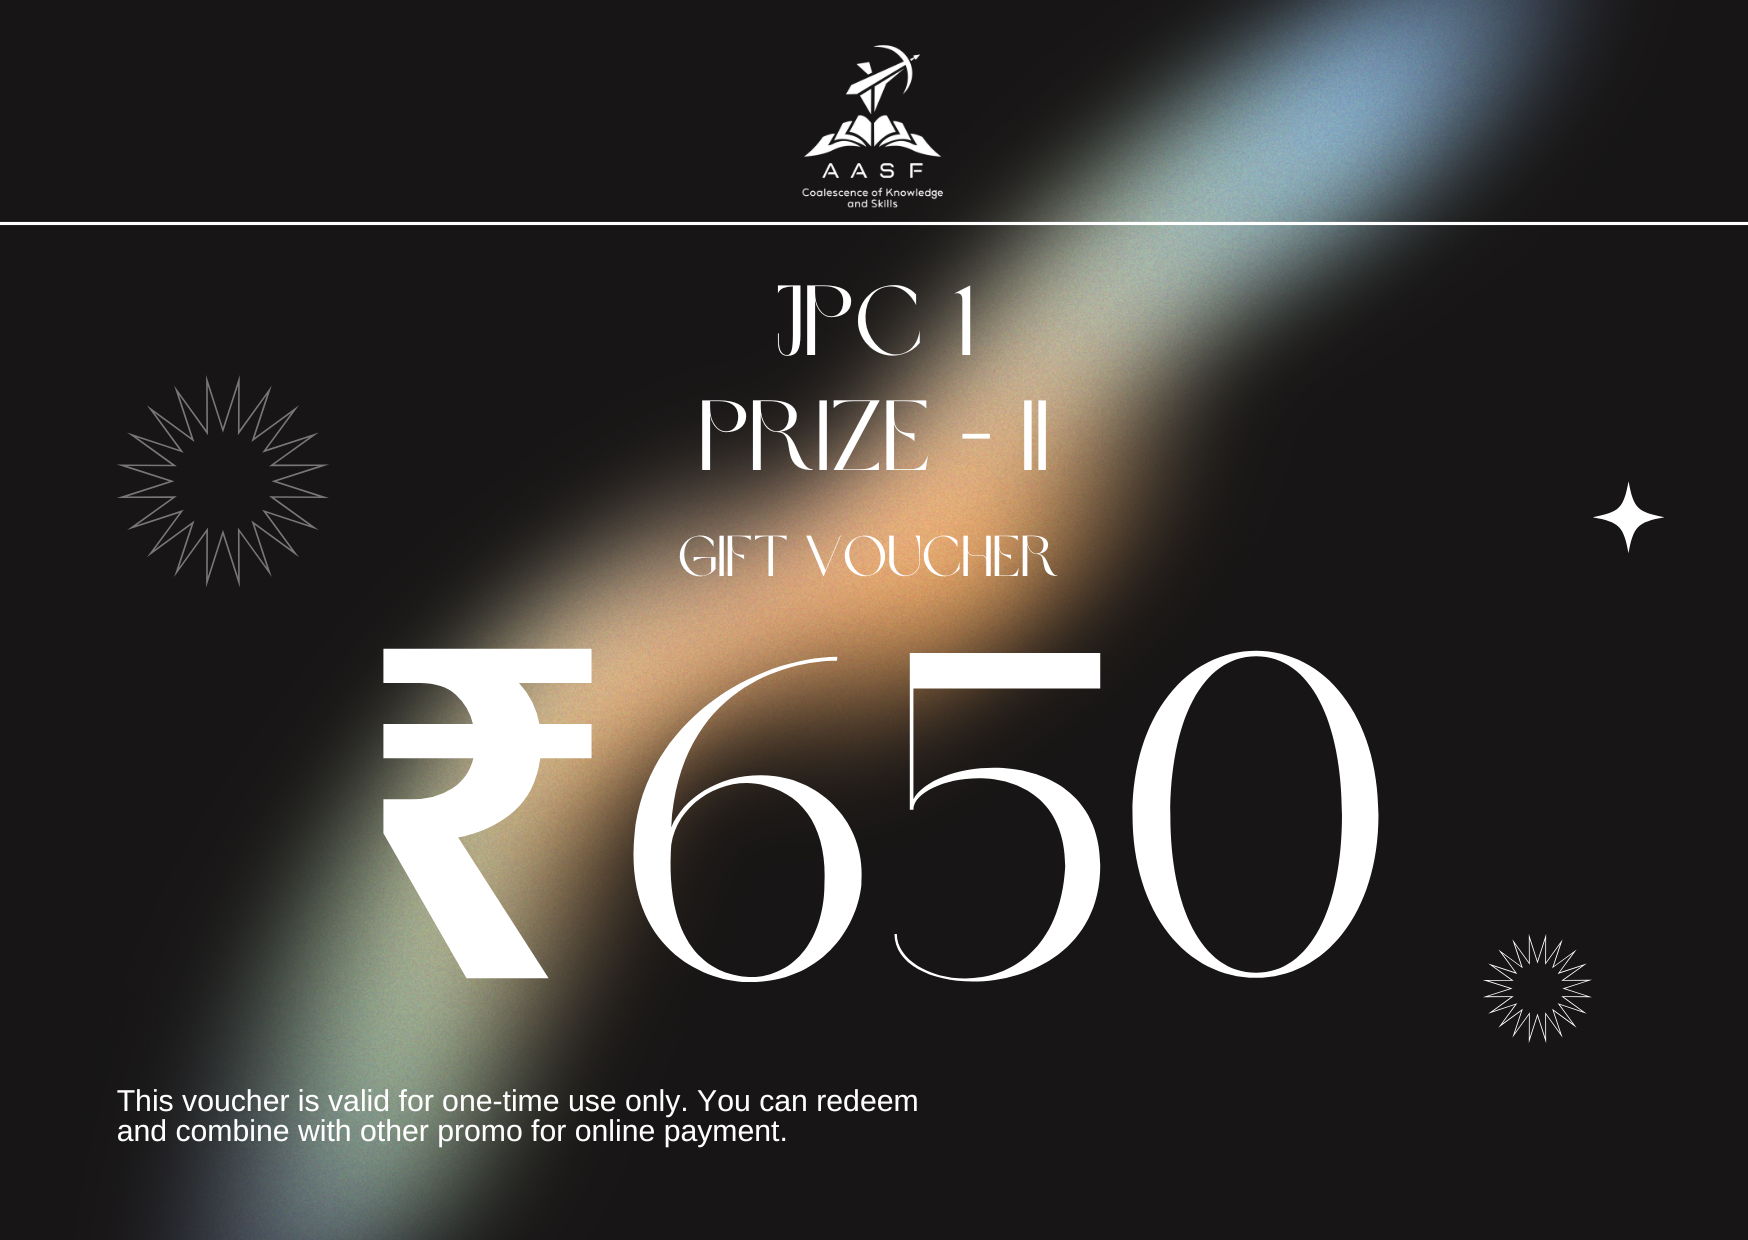 AASF
Coalescence of Knowledge
and Skills
JPC 1
PRIZE - II
GIFT VOUCHER
₹650
This voucher is valid for one-time use only. You can redeem
and combine with other promo for online payment.